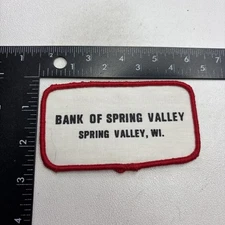 BANK OF SPRING VALLEY
SPRING VALLEY, WI.